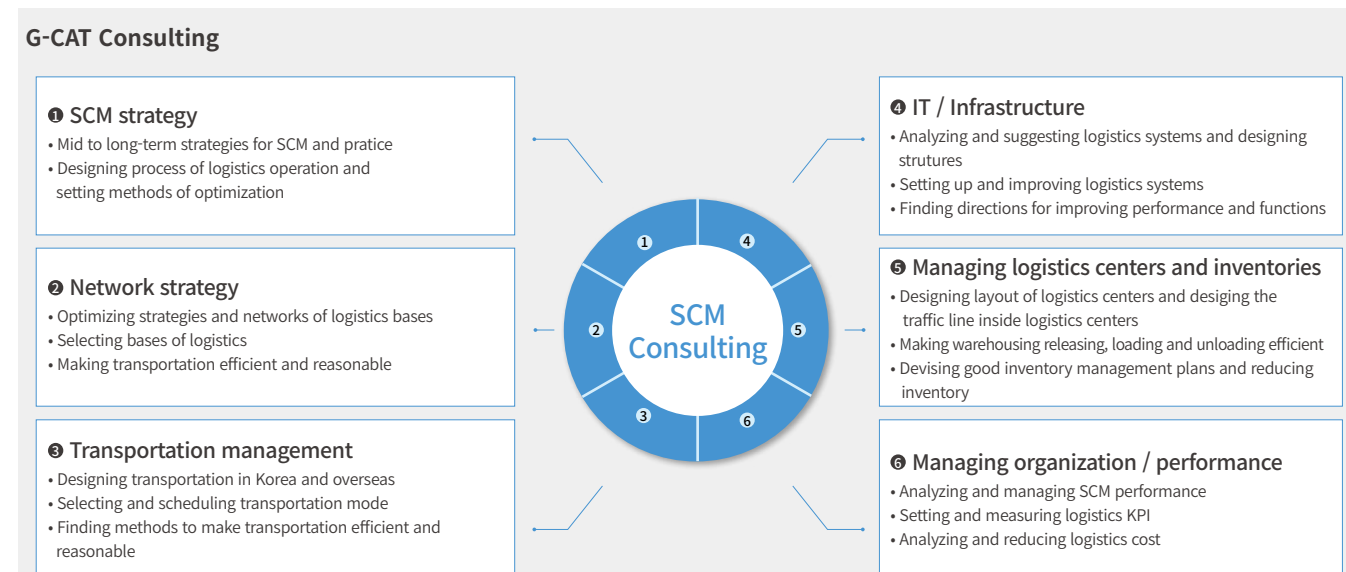 G-CAT Consulting
❶ SCM strategy
• Mid to long-term strategies for SCM and pratice
• Designing process of logistics operation and
setting methods of optimization
❷ Network strategy
• Optimizing strategies and networks of logistics bases
• Selecting bases of logistics
• Making transportation efficient and reasonable
❸ Transportation management
• Designing transportation in Korea and overseas
• Selecting and scheduling transportation mode
• Finding methods to make transportation efficient and
reasonable
1
2
3
4
5
6
SCM
Consulting
❹ IT / Infrastructure
• Analyzing and suggesting logistics systems and designing
strutures
• Setting up and improving logistics systems
• Finding directions for improving performance and functions
❺ Managing logistics centers and inventories
• Designing layout of logistics centers and desiging the
traffic line inside logistics centers
• Making warehousing releasing, loading and unloading efficient
• Devising good inventory management plans and reducing
inventory
❻ Managing organization / performance
• Analyzing and managing SCM performance
• Setting and measuring logistics KPI
• Analyzing and reducing logistics cost